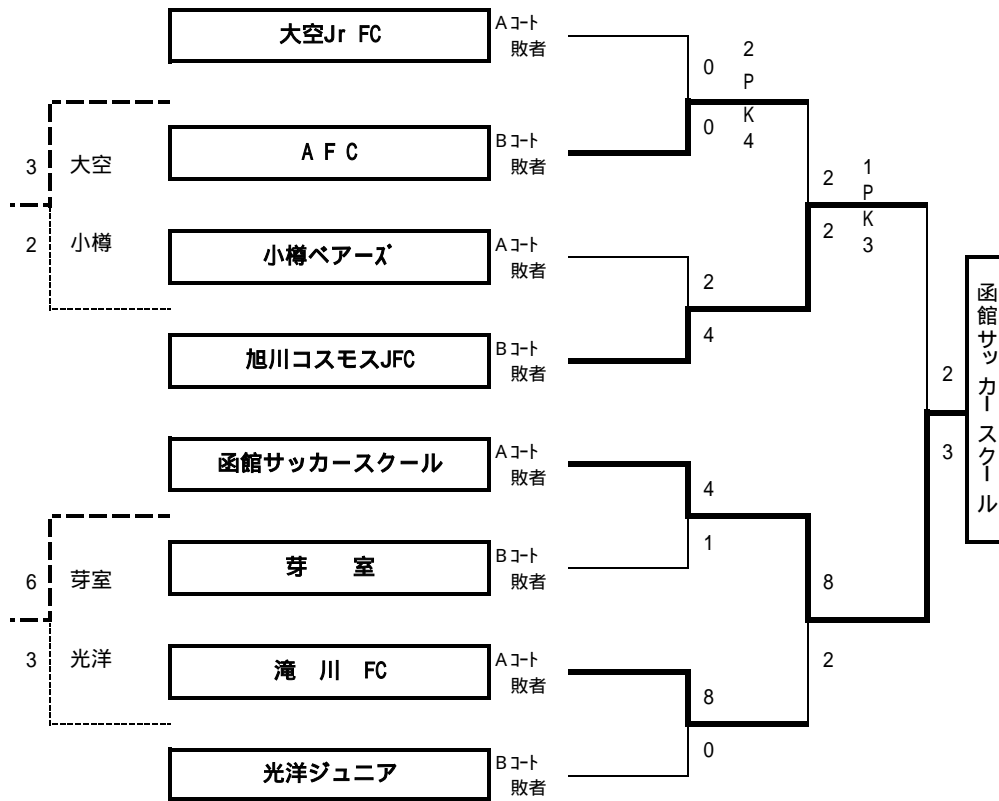 大空Jr FC
Aコート
敗者
0
2
P
K
4
0
A F C
Bコート
敗者
3
大空
2
小樽
2
1
P
K
3
2
小樽ベアーズ
Aコート
敗者
2
4
旭川コスモスJFC
Bコート
敗者
2
3
函館サッカースクール
函館サッカースクール
Aコート
敗者
4
1
芽 室
Bコート
敗者
6
芽室
3
光洋
8
2
滝 川 FC
Aコート
敗者
8
0
光洋ジュニア
Bコート
敗者